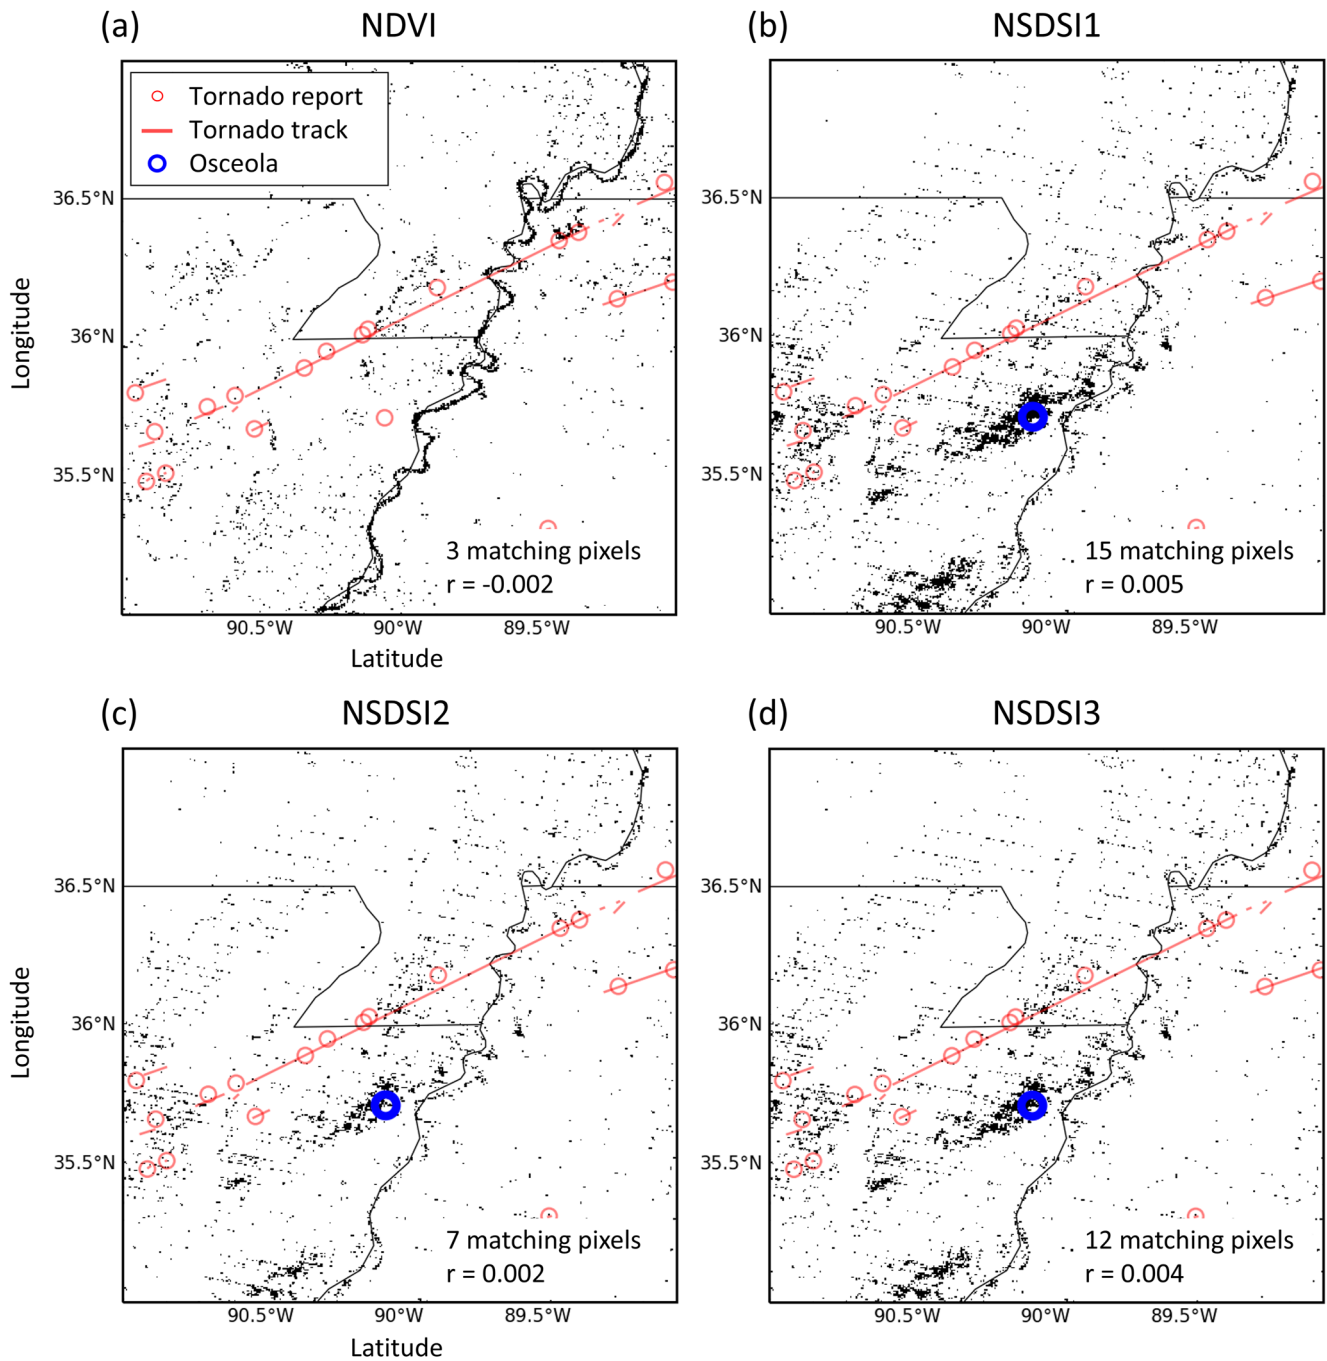 (a) NDVI
Tornado report
Tornado track
Osceola
36.5°N
36°N
35.5°N
Longitude
3 matching pixels
r = -0.002
90.5°W 90°W 89.5°W
Latitude
(b) NSDSI1
36.5°N
36°N
35.5°N
15 matching pixels
r = 0.005
90.5°W 90°W 89.5°W
(c) NSDSI2
36.5°N
36°N
35.5°N
Longitude
7 matching pixels
r = 0.002
90.5°W 90°W 89.5°W
Latitude
(d) NSDSI3
36.5°N
36°N
35.5°N
12 matching pixels
r = 0.004
90.5°W 90°W 89.5°W